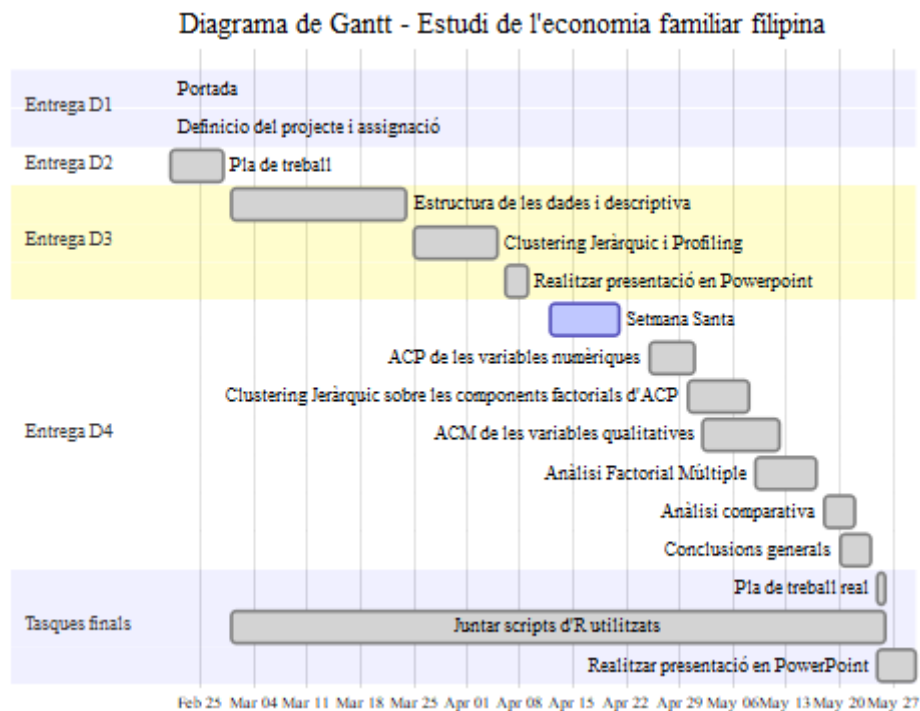 Diagrama de Gantt - Estudi de l'economia familiar filipina
Entrega D1
Portada
Definicio del projecte i assignació
Entrega D2
Pla de treball
Entrega D3
Estructura de les dades i descriptiva
Clustering Jeràrquic i Profiling
Realitzar presentació en Powerpoint
Entrega D4
Setmana Santa
ACP de les variables numèriques
Clustering Jeràrquic sobre les components factorials d'ACP
ACM de les variables qualitatives
Anàlisi Factorial Múltiple
Anàlisi comparativa
Conclusions generals
Tasques finals
Pla de treball real
Juntar scripts d'R utilitzats
Realitzar presentació en PowerPoint
Feb 25 Mar 04 Mar 11 Mar 18 Mar 25 Apr 01 Apr 08 Apr 15 Apr 22 Apr 29 May 06 May 13 May 20 May 27